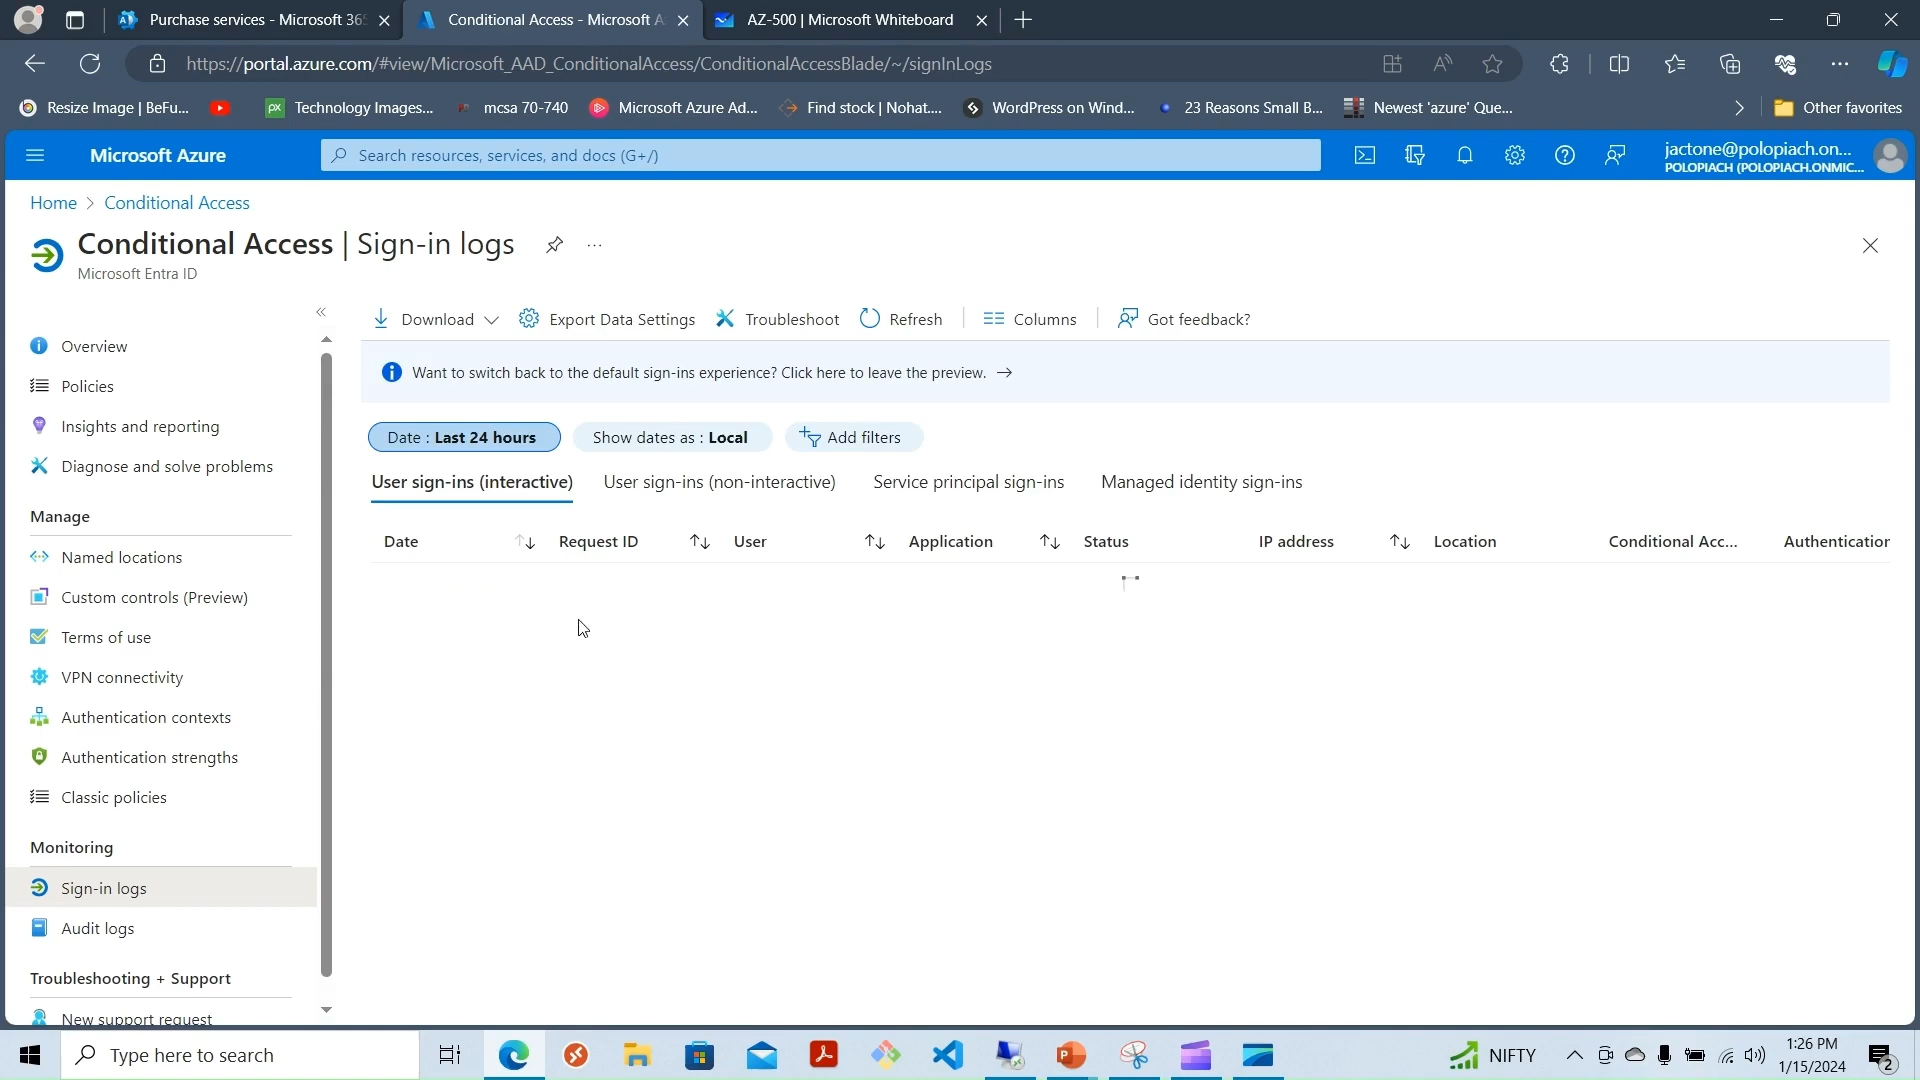 Purchase services - Microsoft 36
Conditional Access - Microsoft A
AZ-500 | Microsoft Whiteboard
https://portal.azure.com/#view/Microsoft_AAD_ConditionalAccess/ConditionalAccessBlade/~/signInLogs
Resize Image | BeFu...
Technology Images...
mcsa 70-740
Microsoft Azure Ad...
Find stock | Nohat....
WordPress on Wind...
23 Reasons Small B...
Newest 'azure' Que...
Other favorites
Microsoft Azure
Search resources, services, and docs (G+/)
jactone@polopiach.on...
POLOPIACH (POLOPIACH.ONMIC...
Home > Conditional Access
Conditional Access | Sign-in logs
Microsoft Entra ID
Overview
Policies
Insights and reporting
Diagnose and solve problems
Manage
Named locations
Custom controls (Preview)
Terms of use
VPN connectivity
Authentication contexts
Authentication strengths
Classic policies
Monitoring
Sign-in logs
Audit logs
Troubleshooting + Support
New support request
Download
Export Data Settings
Troubleshoot
Refresh
Columns
Got feedback?
Want to switch back to the default sign-ins experience? Click here to leave the preview. →
Date : Last 24 hours
Show dates as : Local
Add filters
User sign-ins (interactive)
User sign-ins (non-interactive)
Service principal sign-ins
Managed identity sign-ins
Date
Request ID
User
Application
Status
IP address
Location
Conditional Acc...
Authentication
Type here to search
NIFTY
1:26 PM
1/15/2024
2